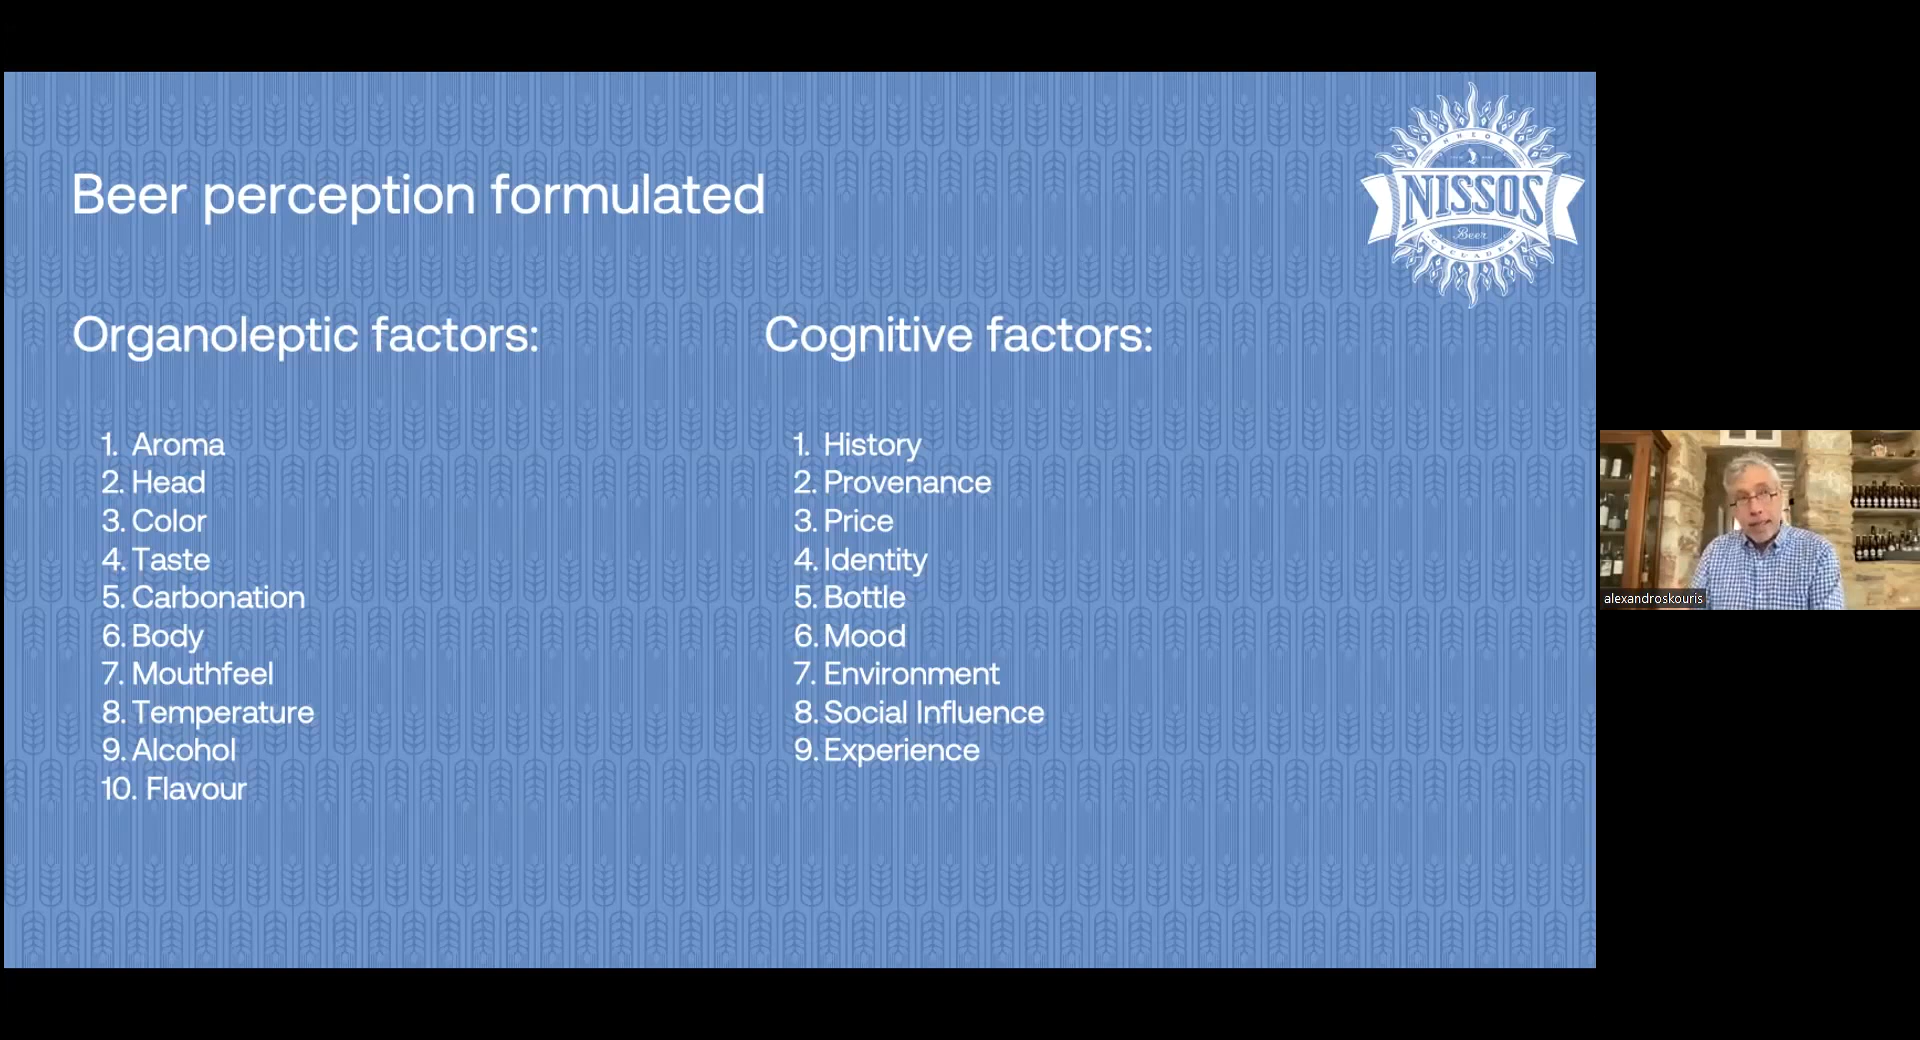 Beer perception formulated
NISSOS
Beer
CYCLADES
Organoleptic factors:
1. Aroma
2. Head
3. Color
4. Taste
5. Carbonation
6. Body
7. Mouthfeel
8. Temperature
9. Alcohol
10. Flavour
Cognitive factors:
1. History
2. Provenance
3. Price
4. Identity
5. Bottle
6. Mood
7. Environment
8. Social Influence
9. Experience
alexandroskouris